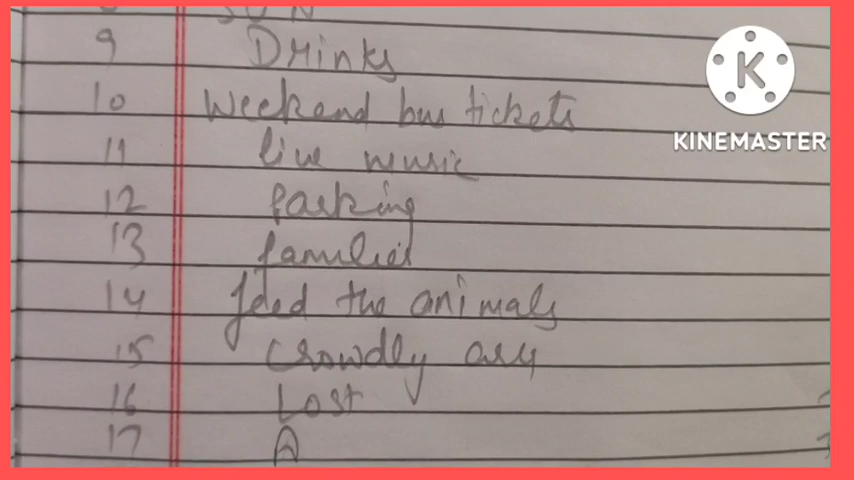 9 Drinks
10 Weekend bus tickets
11 live music
12 parking
13 families
14 feed the animals
15 Crowdly
16 Lost
17 A
K
KINEMASTER